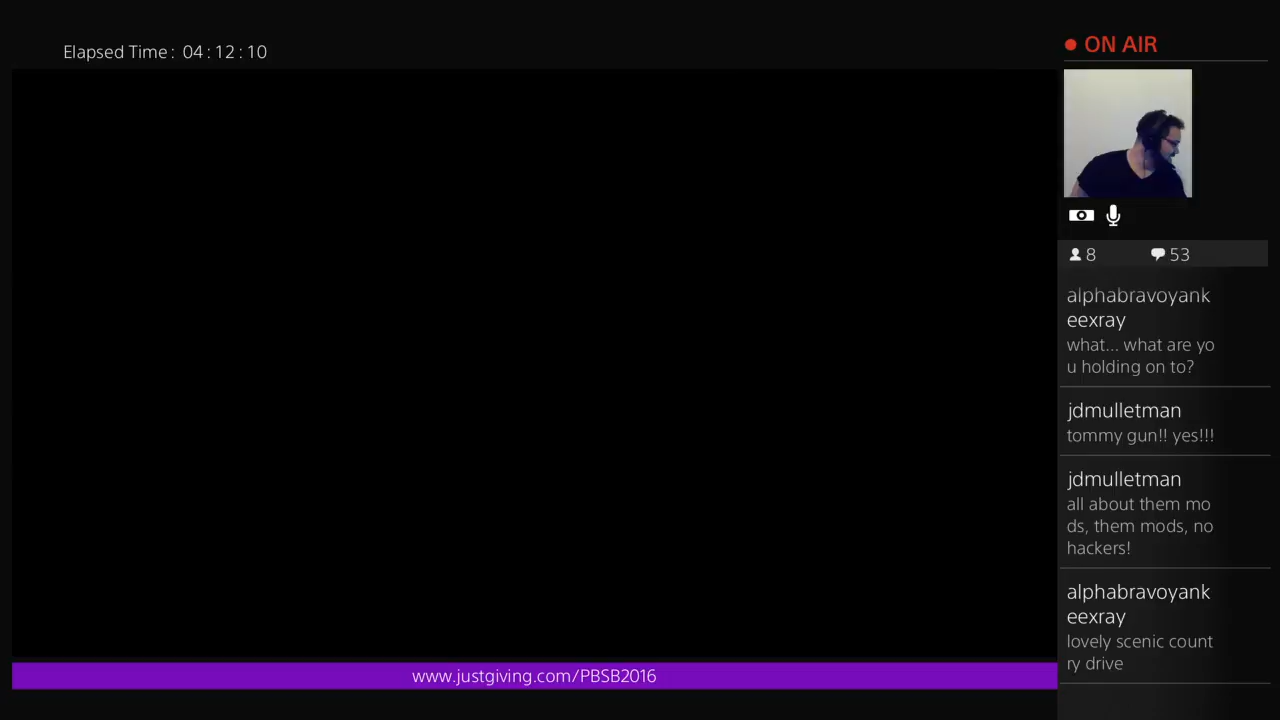 Elapsed Time: 04:12:10
ON AIR
8 53
alphabravoyank
eexray
what... what are yo
u holding on to?
jdmulletman
tommy gun!! yes!!!
jdmulletman
all about them mo
ds, them mods, no
hackers!
alphabravoyank
eexray
lovely scenic count
ry drive
www.justgiving.com/PBSB2016